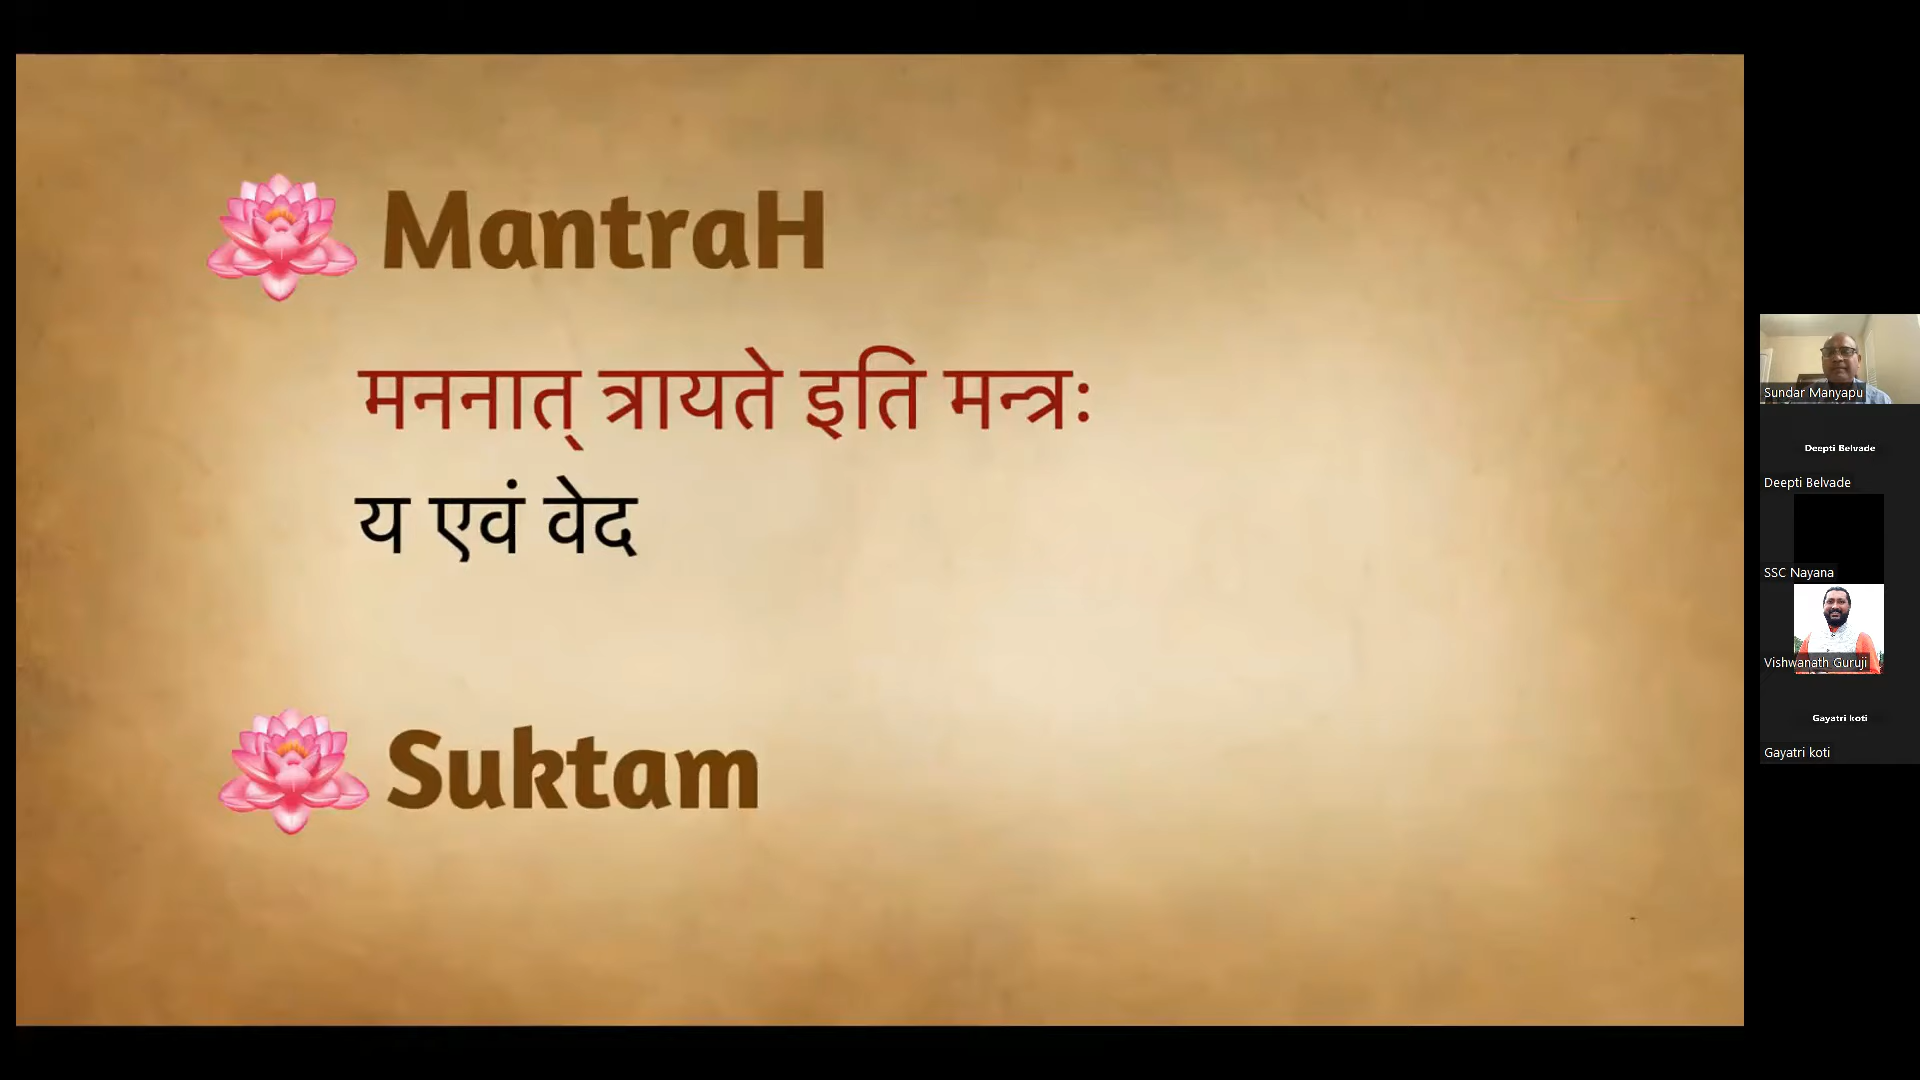 MantraH
मननात् त्रायते इति मन्त्रः
य एवं वेद
Suktam
Sundar Manyapu
Deepti Belvade
Deepti Belvade
SSC Nayana
Vishwanath Guruji
Gayatri koti
Gayatri koti